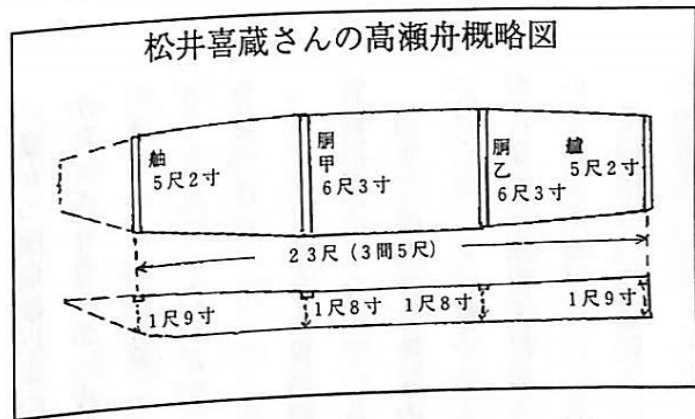 松井喜蔵さんの高瀬舟概略図
舳
5尺2寸
胴
甲
6尺3寸
胴
乙
6尺3寸
艫
5尺2寸
23尺(3間5尺)
1尺9寸
1尺8寸
1尺8寸
1尺9寸